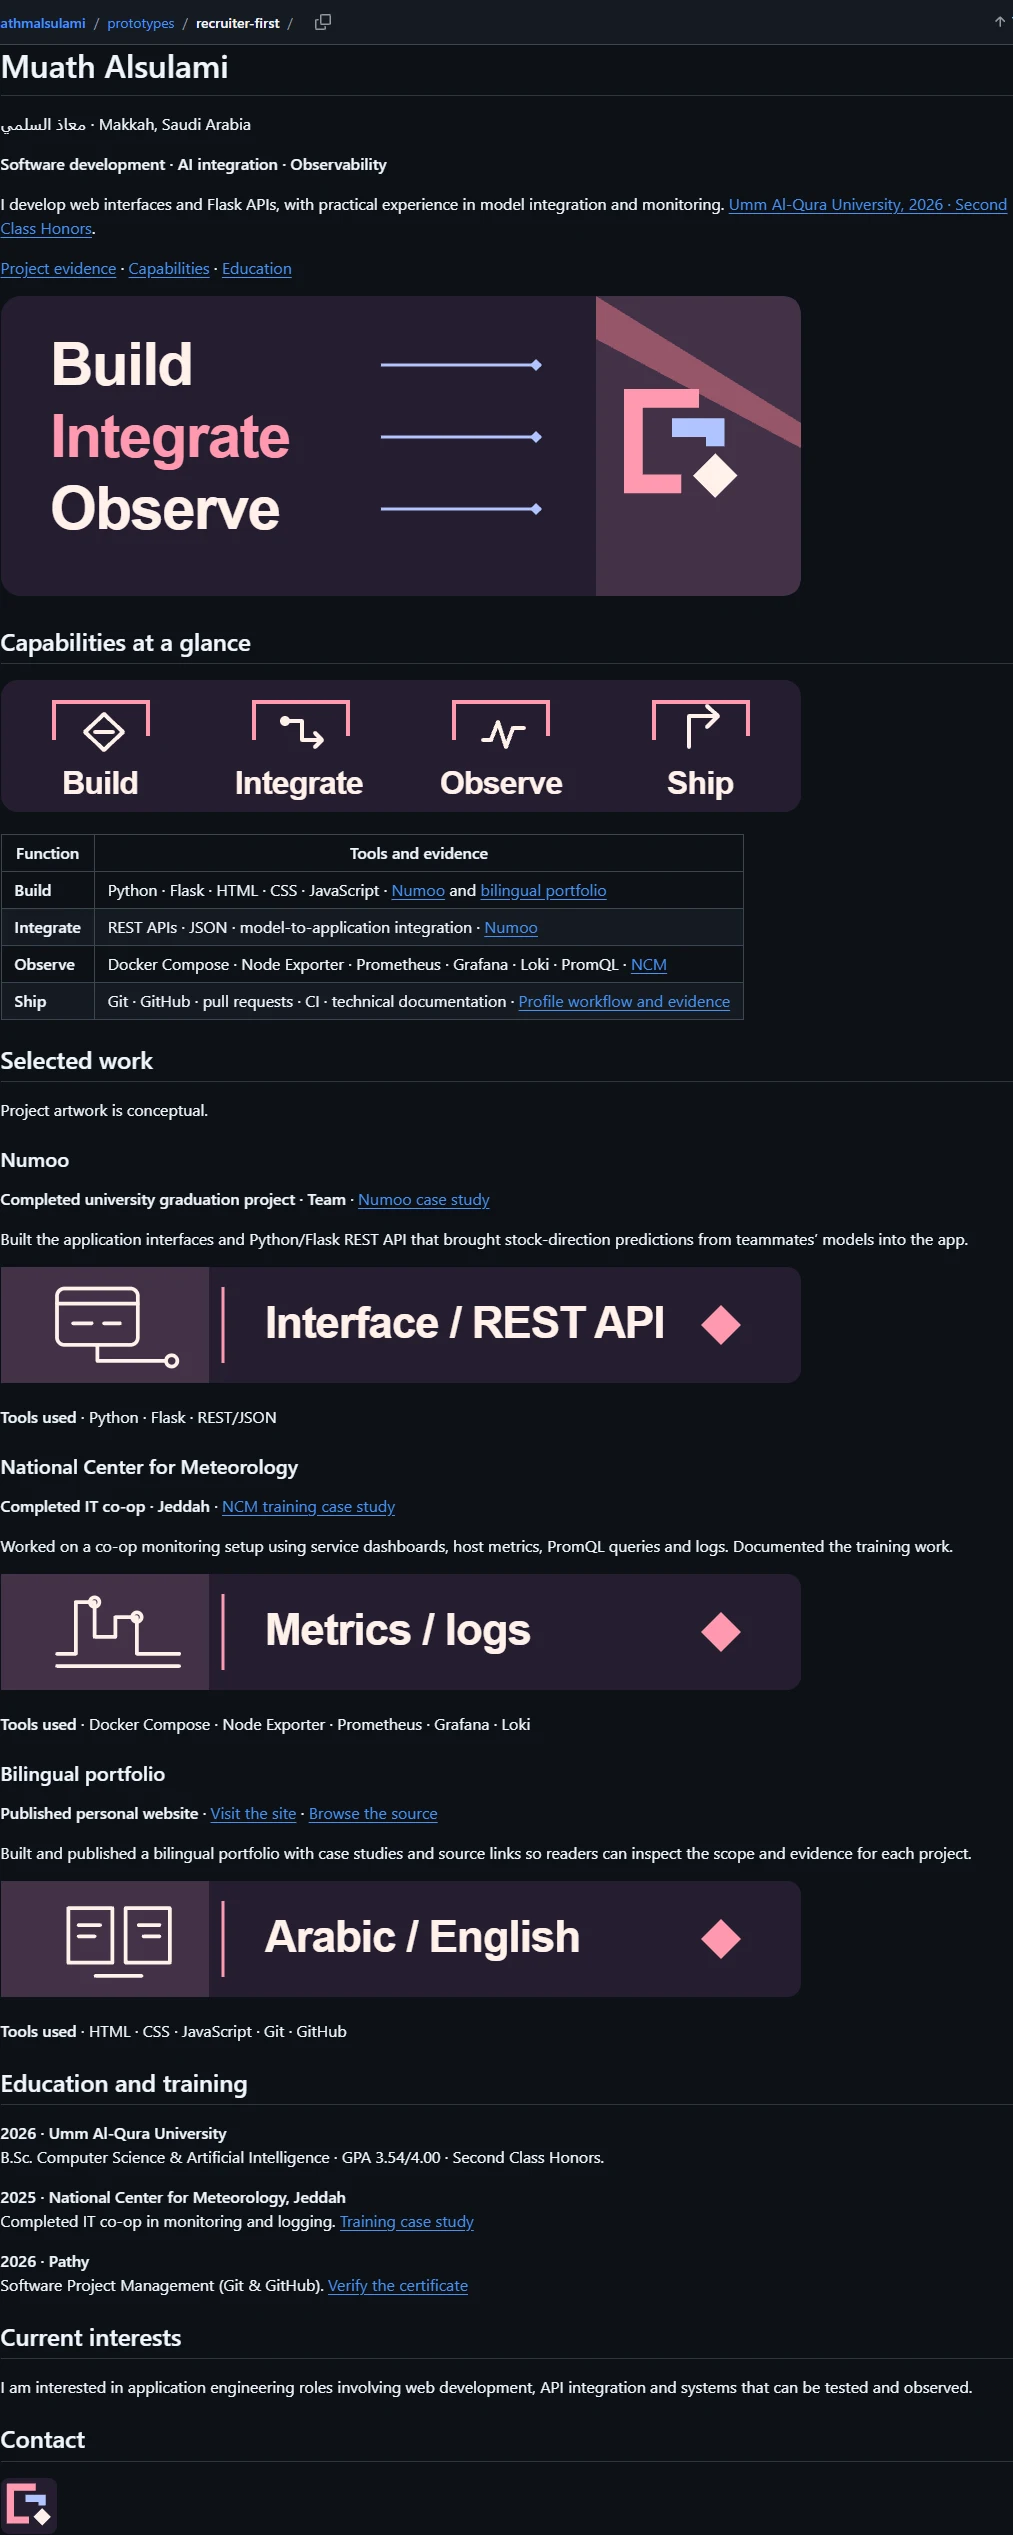 athmalsulami / prototypes / recruiter-first /
Muath Alsulami
معاذ السلمي · Makkah, Saudi Arabia
Software development · AI integration · Observability
I develop web interfaces and Flask APIs, with practical experience in model integration and monitoring. Umm Al-Qura University, 2026 · Second
Class Honors.
Project evidence · Capabilities · Education
Build
Integrate
Observe
Capabilities at a glance
Build Integrate Observe Ship
Function Tools and evidence
Build Python · Flask · HTML · CSS · JavaScript · Numoo and bilingual portfolio
Integrate REST APIs · JSON · model-to-application integration · Numoo
Observe Docker Compose · Node Exporter · Prometheus · Grafana · Loki · PromQL · NCM
Ship Git · GitHub · pull requests · CI · technical documentation · Profile workflow and evidence
Selected work
Project artwork is conceptual.
Numoo
Completed university graduation project · Team · Numoo case study
Built the application interfaces and Python/Flask REST API that brought stock-direction predictions from teammates’ models into the app.
Interface / REST API
Tools used · Python · Flask · REST/JSON
National Center for Meteorology
Completed IT co-op · Jeddah · NCM training case study
Worked on a co-op monitoring setup using service dashboards, host metrics, PromQL queries and logs. Documented the training work.
Metrics / logs
Tools used · Docker Compose · Node Exporter · Prometheus · Grafana · Loki
Bilingual portfolio
Published personal website · Visit the site · Browse the source
Built and published a bilingual portfolio with case studies and source links so readers can inspect the scope and evidence for each project.
Arabic / English
Tools used · HTML · CSS · JavaScript · Git · GitHub
Education and training
2026 · Umm Al-Qura University
B.Sc. Computer Science & Artificial Intelligence · GPA 3.54/4.00 · Second Class Honors.
2025 · National Center for Meteorology, Jeddah
Completed IT co-op in monitoring and logging. Training case study
2026 · Pathy
Software Project Management (Git & GitHub). Verify the certificate
Current interests
I am interested in application engineering roles involving web development, API integration and systems that can be tested and observed.
Contact